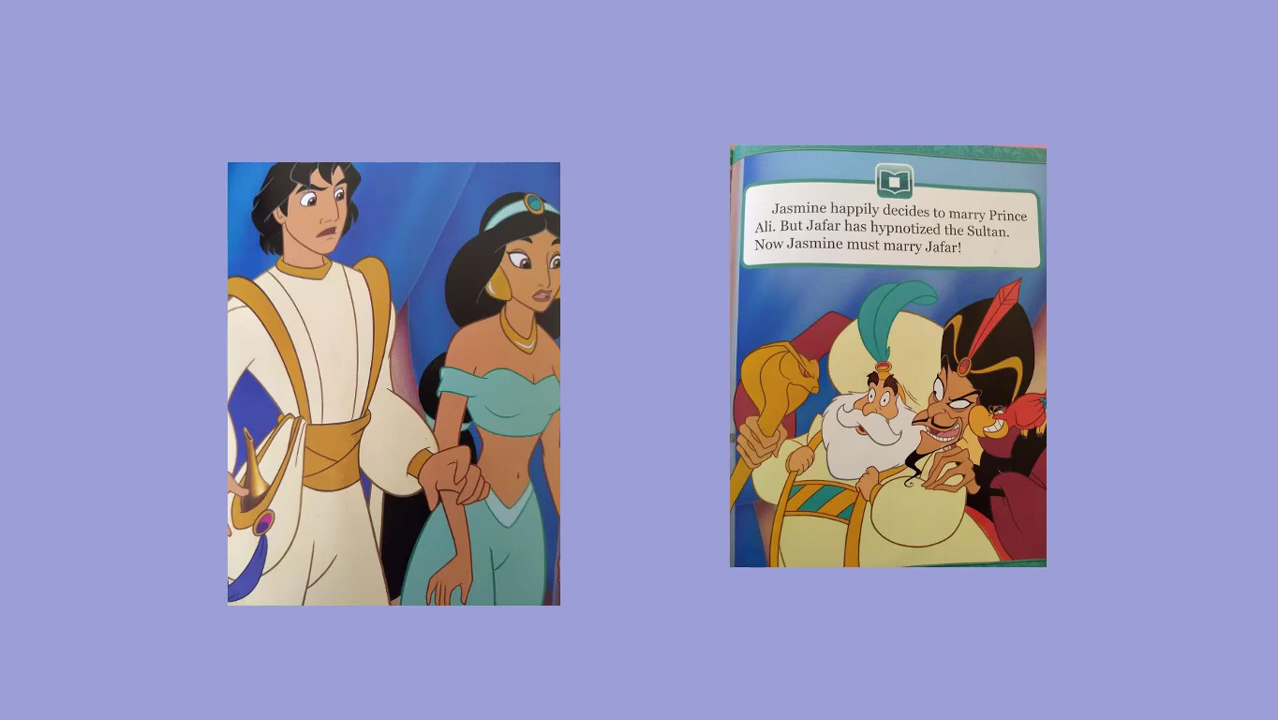 Jasmine happily decides to marry Prince
Ali. But Jafar has hypnotized the Sultan.
Now Jasmine must marry Jafar!